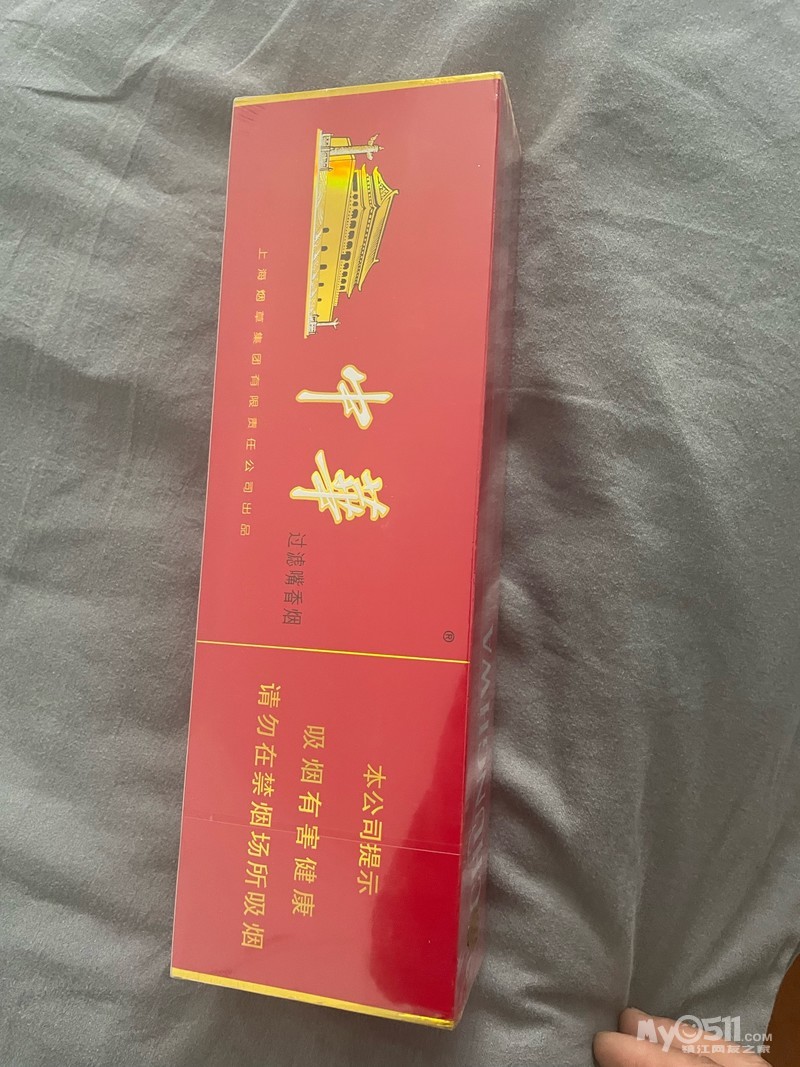 中華
过滤嘴香烟
®
上海烟草集团有限责任公司出品
本公司提示
吸烟有害健康
请勿在禁烟场所吸烟
MY0511.COM
镇江网友之家